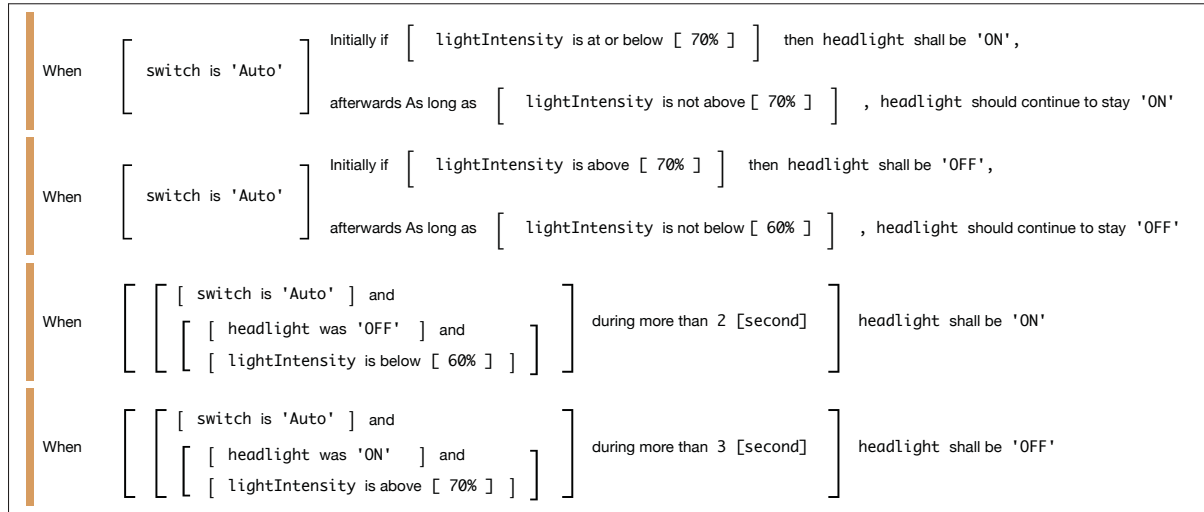 Initially if [ lightIntensity is at or below [ 70% ] ] then headlight shall be 'ON',
When [ switch is 'Auto' ]
afterwards As long as [ lightIntensity is not above [ 70% ] ] , headlight should continue to stay 'ON'
Initially if [ lightIntensity is above [ 70% ] ] then headlight shall be 'OFF',
When [ switch is 'Auto' ]
afterwards As long as [ lightIntensity is not below [ 60% ] ] , headlight should continue to stay 'OFF'
[ switch is 'Auto' ] and
When [ [ [ [ headlight was 'OFF' ] and ] during more than 2 [second] ] headlight shall be 'ON'
[ lightIntensity is below [ 60% ] ] ]
[ switch is 'Auto' ] and
When [ [ [ [ headlight was 'ON' ] and ] during more than 3 [second] ] headlight shall be 'OFF'
[ lightIntensity is above [ 70% ] ] ]